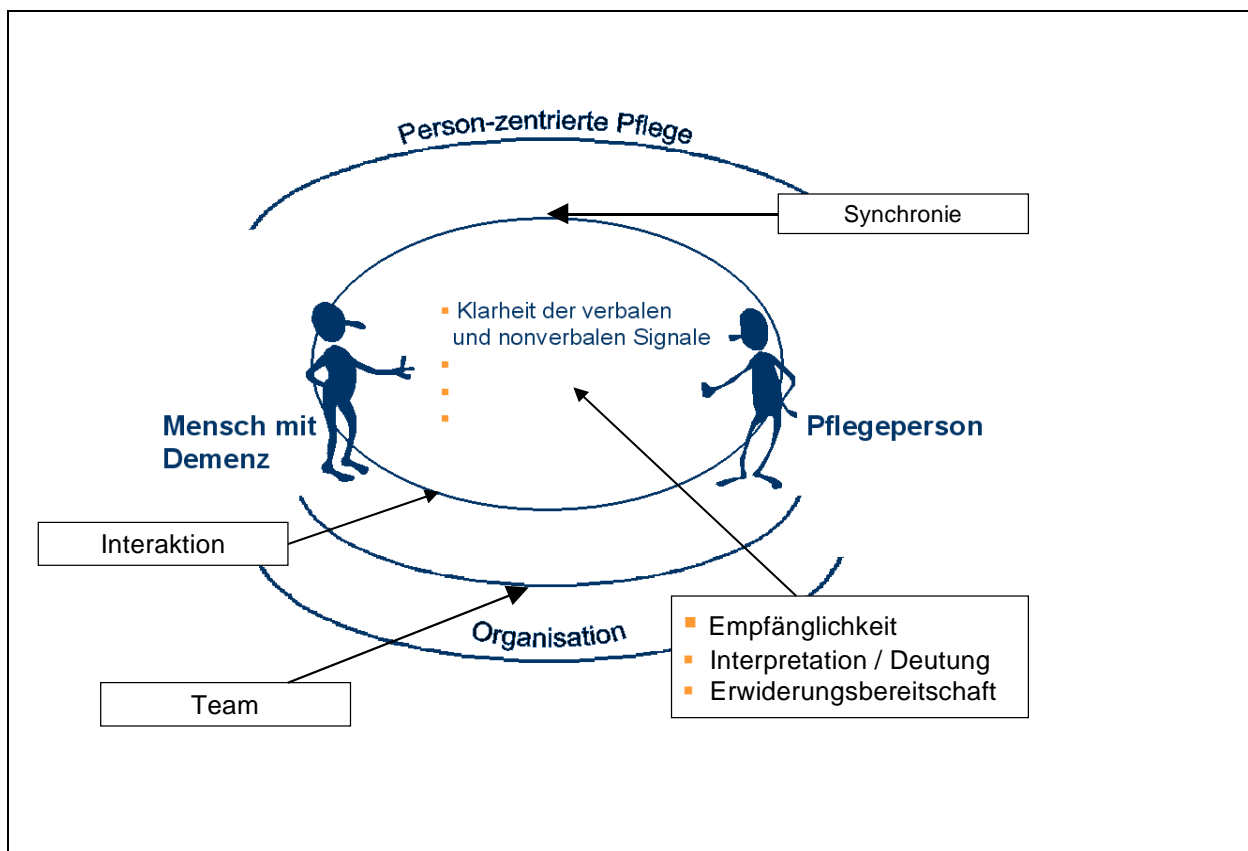 Person-zentrierte Pflege
Synchronie
▪ Klarheit der verbalen
und nonverbalen Signale
▪
▪
▪
Mensch mit
Demenz
Pflegeperson
Interaktion
Organisation
Team
▪ Empfänglichkeit
▪ Interpretation / Deutung
▪ Erwiderungsbereitschaft